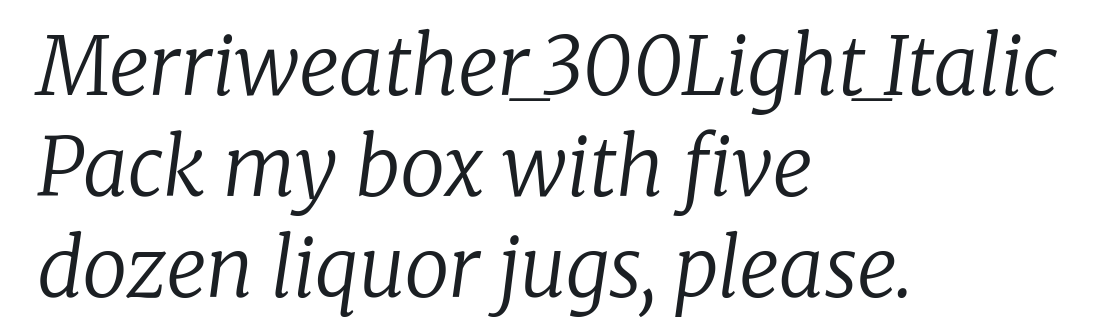 Merriweather_300Light_Italic
Pack my box with five
dozen liquor jugs, please.